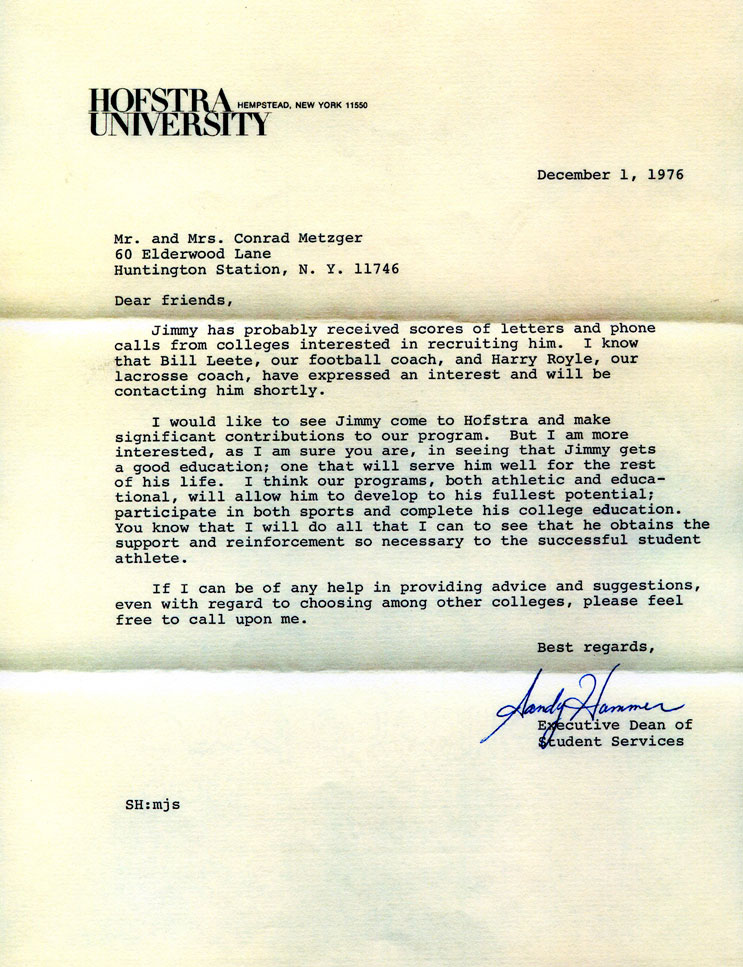 HOFSTRA HEMPSTEAD, NEW YORK 11550
UNIVERSITY
December 1, 1976
Mr. and Mrs. Conrad Metzger
60 Elderwood Lane
Huntington Station, N. Y. 11746
Dear friends,
Jimmy has probably received scores of letters and phone
calls from colleges interested in recruiting him. I know
that Bill Leete, our football coach, and Harry Royle, our
lacrosse coach, have expressed an interest and will be
contacting him shortly.
I would like to see Jimmy come to Hofstra and make
significant contributions to our program. But I am more
interested, as I am sure you are, in seeing that Jimmy gets
a good education; one that will serve him well for the rest
of his life. I think our programs, both athletic and educa-
tional, will allow him to develop to his fullest potential;
participate in both sports and complete his college education.
You know that I will do all that I can to see that he obtains the
support and reinforcement so necessary to the successful student
athlete.
If I can be of any help in providing advice and suggestions,
even with regard to choosing among other colleges, please feel
free to call upon me.
Best regards,
Sandy Hammer
Executive Dean of
Student Services
SH:mjs